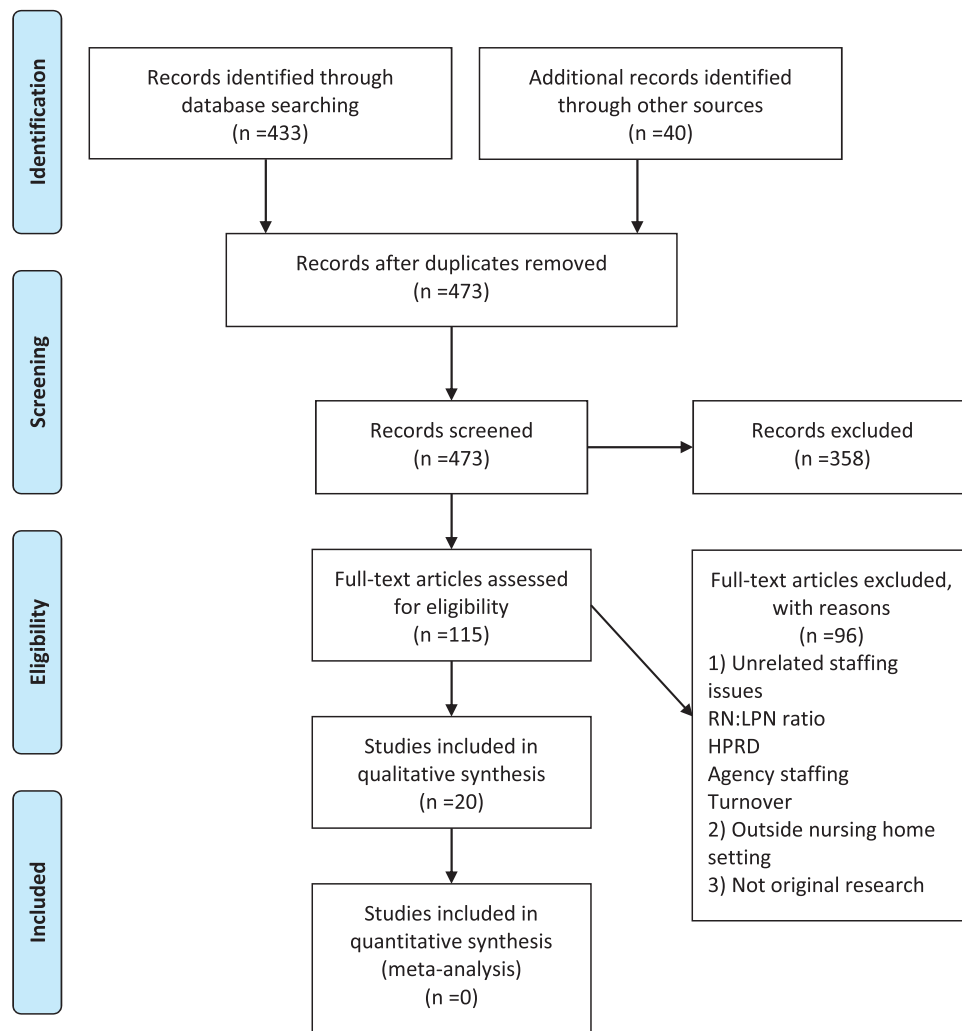 Identification
Records identified through
database searching
(n =433)
Additional records identified
through other sources
(n =40)
Records after duplicates removed
(n =473)
Screening
Records screened
(n =473)
Records excluded
(n =358)
Eligibility
Full-text articles assessed
for eligibility
(n =115)
Full-text articles excluded,
with reasons
(n =96)
1) Unrelated staffing
issues
RN:LPN ratio
HPRD
Agency staffing
Turnover
2) Outside nursing home
setting
3) Not original research
Studies included in
qualitative synthesis
(n =20)
Included
Studies included in
quantitative synthesis
(meta-analysis)
(n =0)